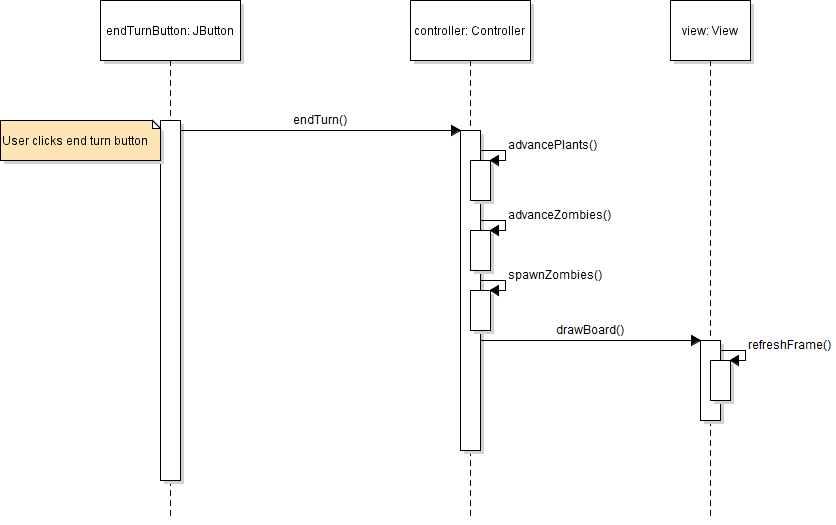 endTurnButton: JButton
controller: Controller
view: View
User clicks end turn button
endTurn()
advancePlants()
advanceZombies()
spawnZombies()
drawBoard()
refreshFrame()